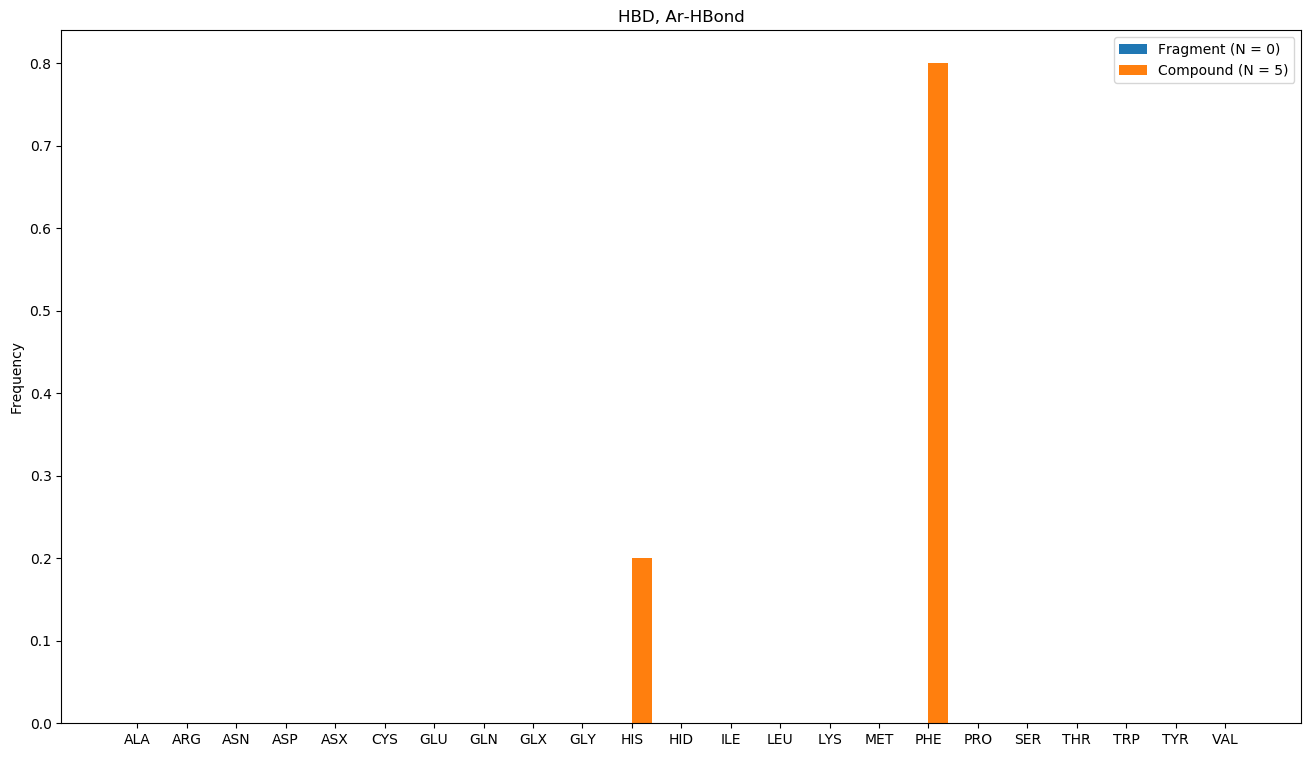 HBD, Ar-HBond
Fragment (N = 0)
Compound (N = 5)
Frequency
0.8
0.7
0.6
0.5
0.4
0.3
0.2
0.1
0.0
ALA ARG ASN ASP ASX CYS GLU GLN GLX GLY HIS HID ILE LEU LYS MET PHE PRO SER THR TRP TYR VAL